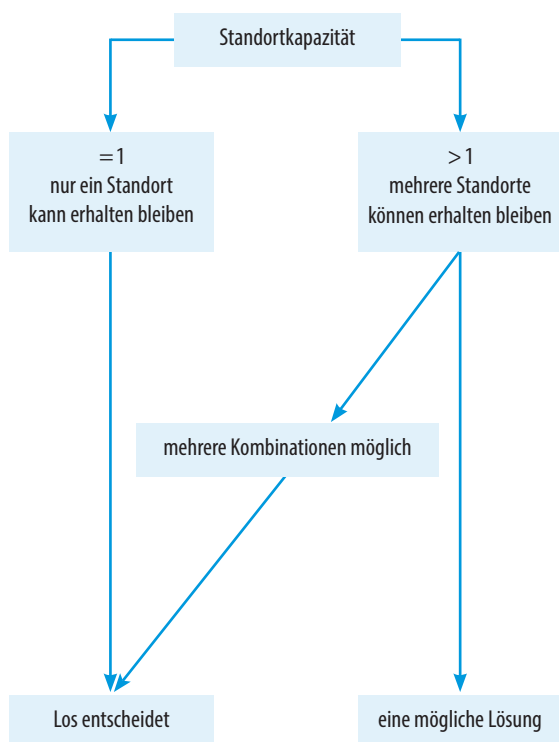 Standortkapazität
=1
nur ein Standort
kann erhalten bleiben
>1
mehrere Standorte
können erhalten bleiben
mehrere Kombinationen möglich
Los entscheidet
eine mögliche Lösung